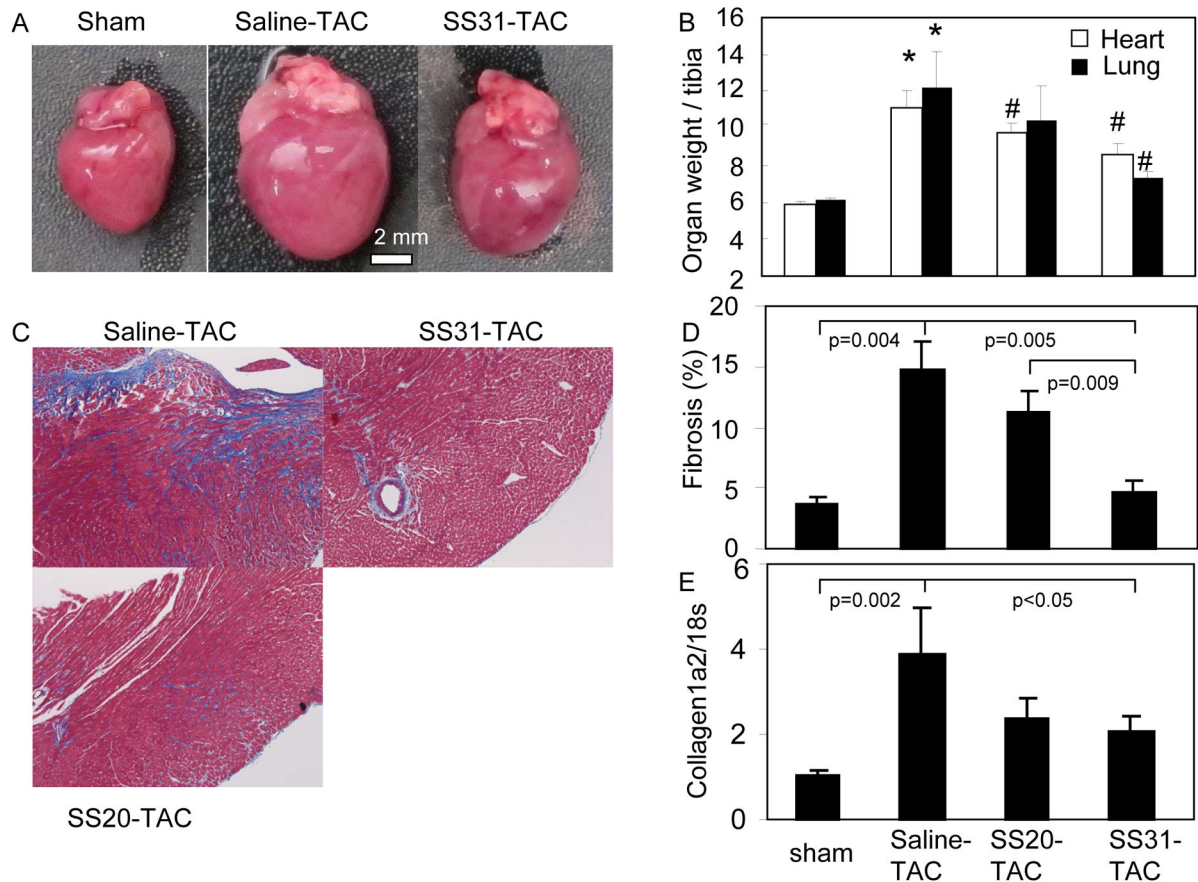 A
Sham
Saline-TAC
SS31-TAC
2 mm
B
Organ weight / tibia
16
14
12
10
8
6
4
2
Heart
Lung
*
*
#
#
#
C
Saline-TAC
SS31-TAC
SS20-TAC
D
Fibrosis (%)
20
15
10
5
0
p=0.004
p=0.005
p=0.009
E
Collagen1a2/18s
6
4
2
0
p=0.002
p<0.05
sham
Saline-
TAC
SS20-
TAC
SS31-
TAC